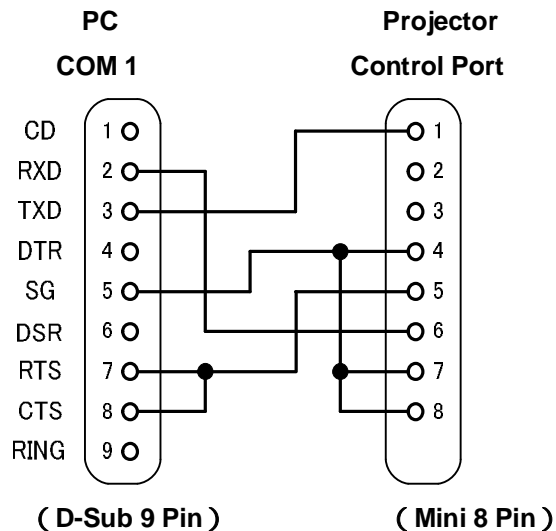 PC Projector
COM 1 Control Port
CD 1 1
RXD 2 2
TXD 3 3
DTR 4 4
SG 5 5
DSR 6 6
RTS 7 7
CTS 8 8
RING 9
( D-Sub 9 Pin ) ( Mini 8 Pin )